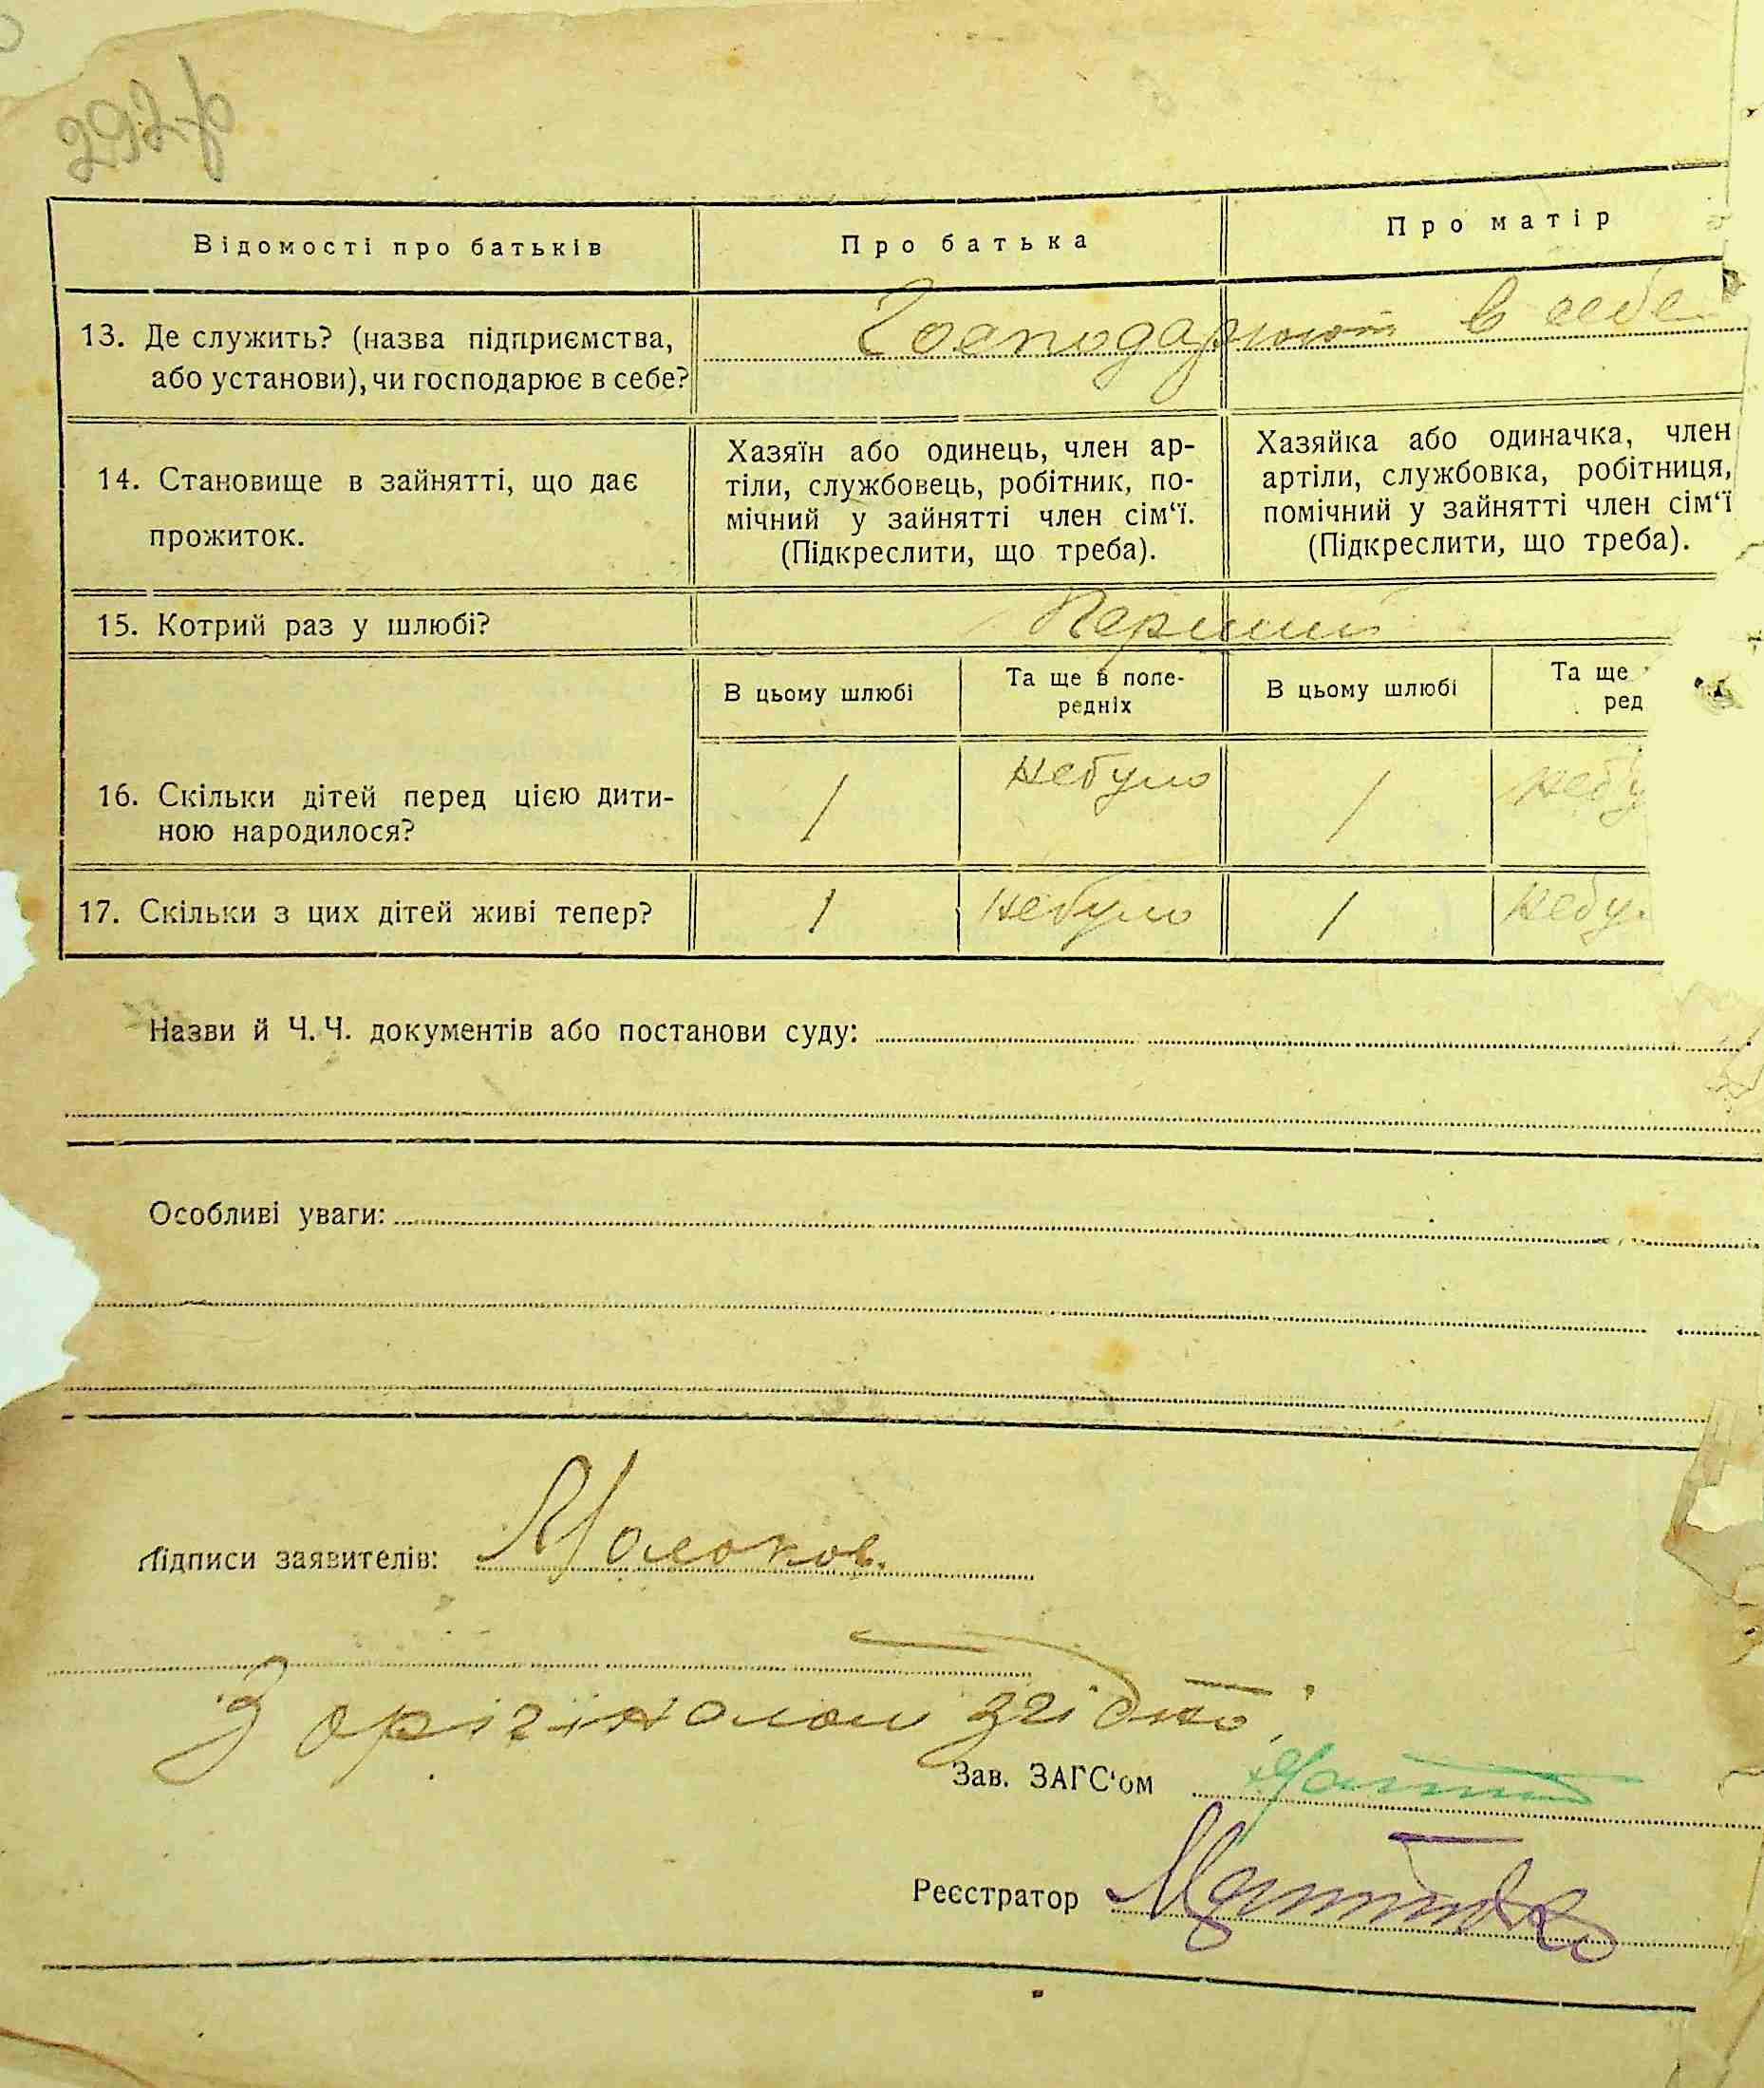 292
Відомості про батьків
Про батька
Про матір
13. Де служить? (назва підприємства,
або установи), чи господарює в себе?
Господарюют в себе
14. Становище в зайнятті, що дає
прожиток.
Хазяїн або одинець, член ар-
тіли, службовець, робітник, по-
мічний у зайнятті член сім‘ї.
(Підкреслити, що треба).
Хазяйка або одиначка, член
артіли, службовка, робітниця,
помічний у зайнятті член сім‘ї
(Підкреслити, що треба).
15. Котрий раз у шлюбі?
Перший
В цьому шлюбі
Та ще в попе-
редніх
В цьому шлюбі
Та ще
ред
16. Скільки дітей перед цією дити-
ною народилося?
1
небуло
1
небу
17. Скільки з цих дітей живі тепер?
1
небуло
1
небу
Назви й Ч. Ч. документів або постанови суду:
Особливі уваги:
Підписи заявителів:
З орігіналом згідно
Зав. ЗАГС‘ом
Реєстратор